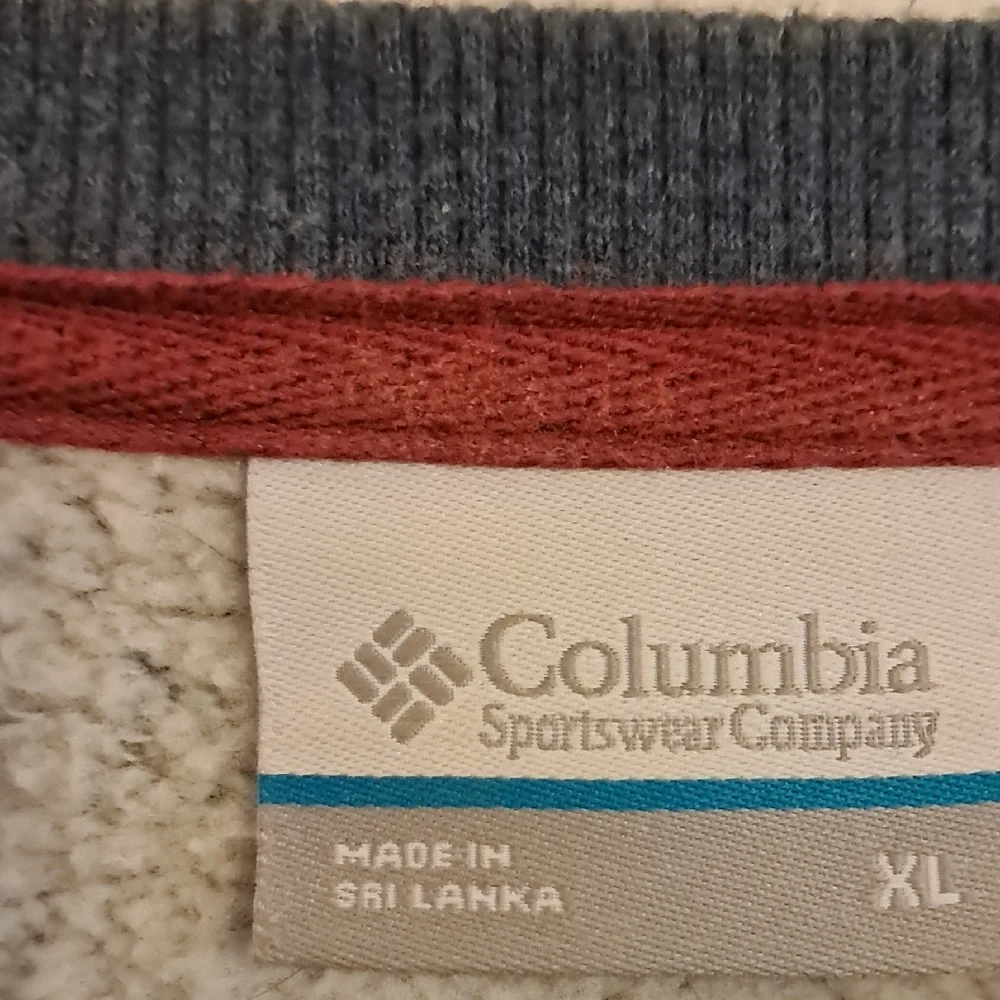 Columbia
Sportswear Company
MADE IN
SRI LANKA
XL